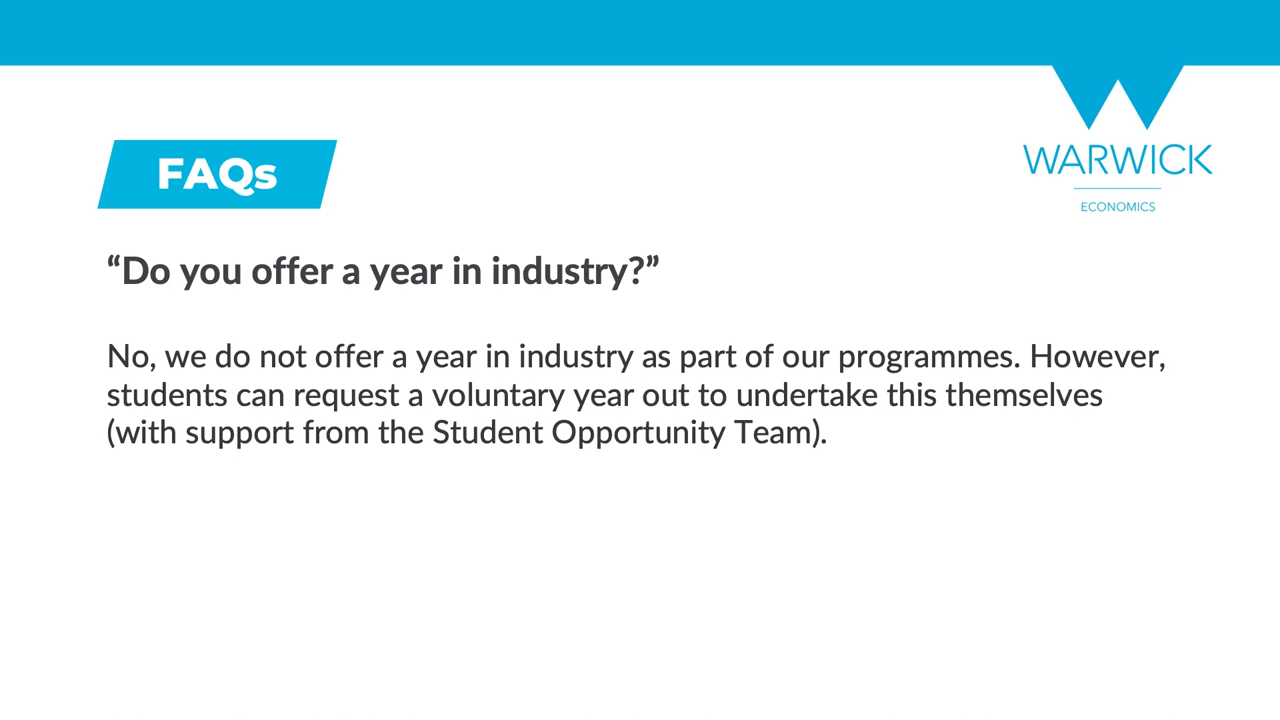 WARWICK
ECONOMICS
FAQs
“Do you offer a year in industry?”
No, we do not offer a year in industry as part of our programmes. However,
students can request a voluntary year out to undertake this themselves
(with support from the Student Opportunity Team).